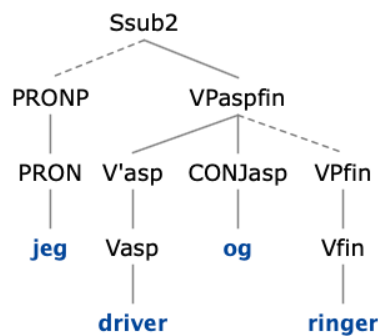 Ssub2
PRONP VPaspfin
PRON V'asp CONJasp VPfin
jeg Vasp og Vfin
driver ringer